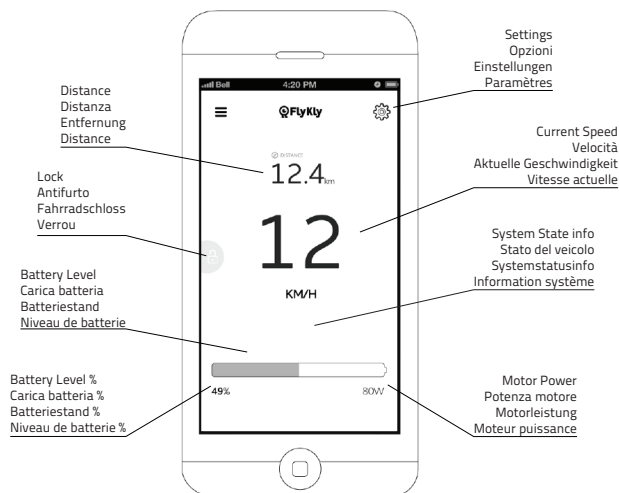 Settings
Opzioni
Einstellungen
Paramètres
Distance
Distanza
Entfernung
Distance
Lock
Antifurto
Fahrradschloss
Verrou
Battery Level
Carica batteria
Batteriestand
Niveau de batterie
Battery Level %
Carica batteria %
Batteriestand %
Niveau de batterie %
Bell 4:20 PM
FlyKly
DISTANCE
12.4 km
12
KM/H
49% 80W
Current Speed
Velocità
Aktuelle Geschwindigkeit
Vitesse actuelle
System State info
Stato del veicolo
Systemstatusinfo
Information système
Motor Power
Potenza motore
Motorleistung
Moteur puissance